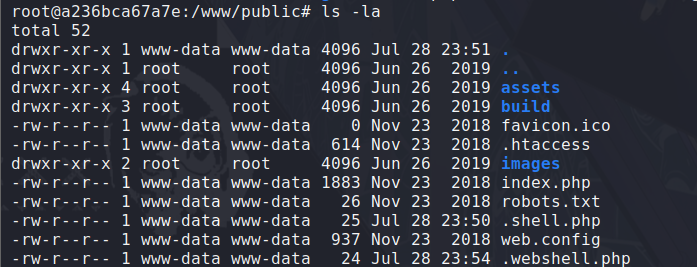 root@a236bca67a7e:/www/public# ls -la
total 52
drwxr-xr-x 1 www-data www-data 4096 Jul 28 23:51 .
drwxr-xr-x 1 root     root     4096 Jun 26  2019 ..
drwxr-xr-x 4 root     root     4096 Jun 26  2019 assets
drwxr-xr-x 3 root     root     4096 Jun 26  2019 build
-rw-r--r-- 1 www-data www-data    0 Nov 23  2018 favicon.ico
-rw-r--r-- 1 www-data www-data  614 Nov 23  2018 .htaccess
drwxr-xr-x 2 root     root     4096 Jun 26  2019 images
-rw-r--r-- 1 www-data www-data 1883 Nov 23  2018 index.php
-rw-r--r-- 1 www-data www-data   26 Nov 23  2018 robots.txt
-rw-r--r-- 1 www-data www-data   25 Jul 28 23:50 .shell.php
-rw-r--r-- 1 www-data www-data  937 Nov 23  2018 web.config
-rw-r--r-- 1 www-data www-data   24 Jul 28 23:54 .webshell.php